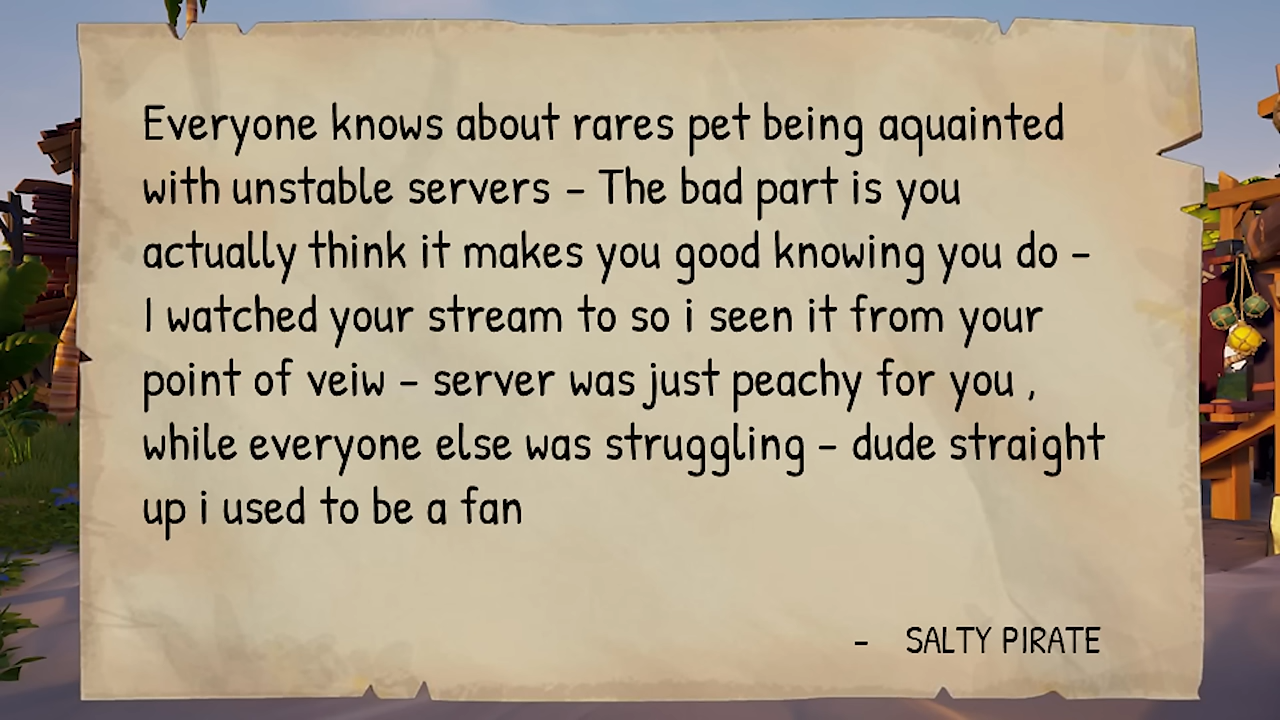 Everyone knows about rares pet being aquainted
with unstable servers - The bad part is you
actually think it makes you good knowing you do -
I watched your stream to so i seen it from your
point of veiw - server was just peachy for you ,
while everyone else was struggling - dude straight
up i used to be a fan
- SALTY PIRATE